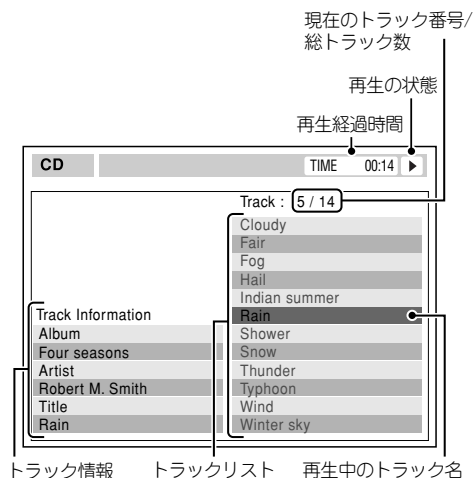 現在のトラック番号/
総トラック数
再生の状態
再生経過時間
CD
TIME 00:14
Track : 5 / 14
Cloudy
Fair
Fog
Hail
Indian summer
Rain
Shower
Snow
Thunder
Typhoon
Wind
Winter sky
Track Information
Album
Four seasons
Artist
Robert M. Smith
Title
Rain
トラック情報
トラックリスト
再生中のトラック名